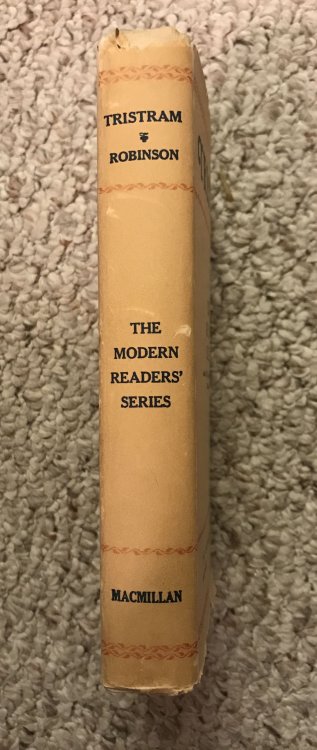 TRISTRAM
ROBINSON
THE
MODERN
READERS'
SERIES
MACMILLAN